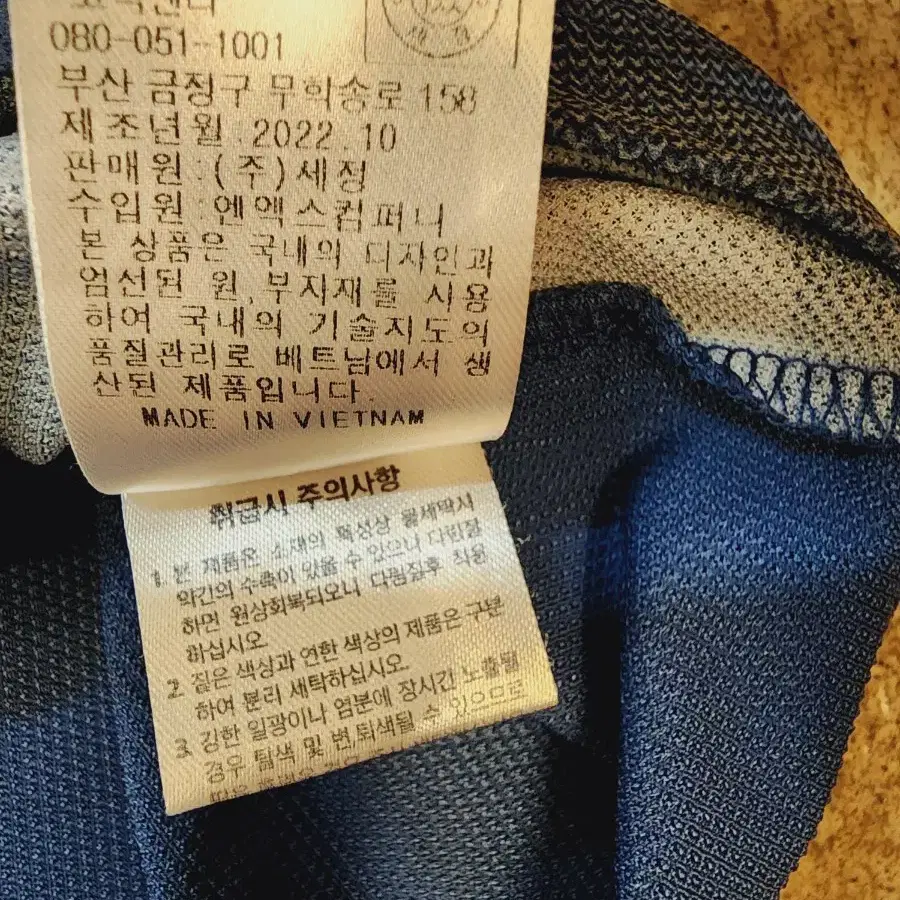 고객센터
080-051-1001
부산 금정구 무학송로 158
제조년월:2022.10
판매원:(주)세정
수입원:엔액스컴퍼니
본 상품은 국내의 디자인과
엄선된 원,부자재를 사용
하여 국내의 기술지도의
품질관리로 베트남에서 생
산된 제품입니다.
MADE IN VIETNAM
취급시 주의사항
1. 본 제품은 소재의 특성상 물세탁시
약간의 수축이 있을 수 있으나 다림질
하면 원상회복되오니 다림질후 착용
하십시오.
2. 짙은 색상과 연한 색상의 제품은 구분
하여 분리 세탁하십시오.
3. 강한 일광이나 염분에 장시간 노출될
경우 탈색 및 변,퇴색될 수 있으므로